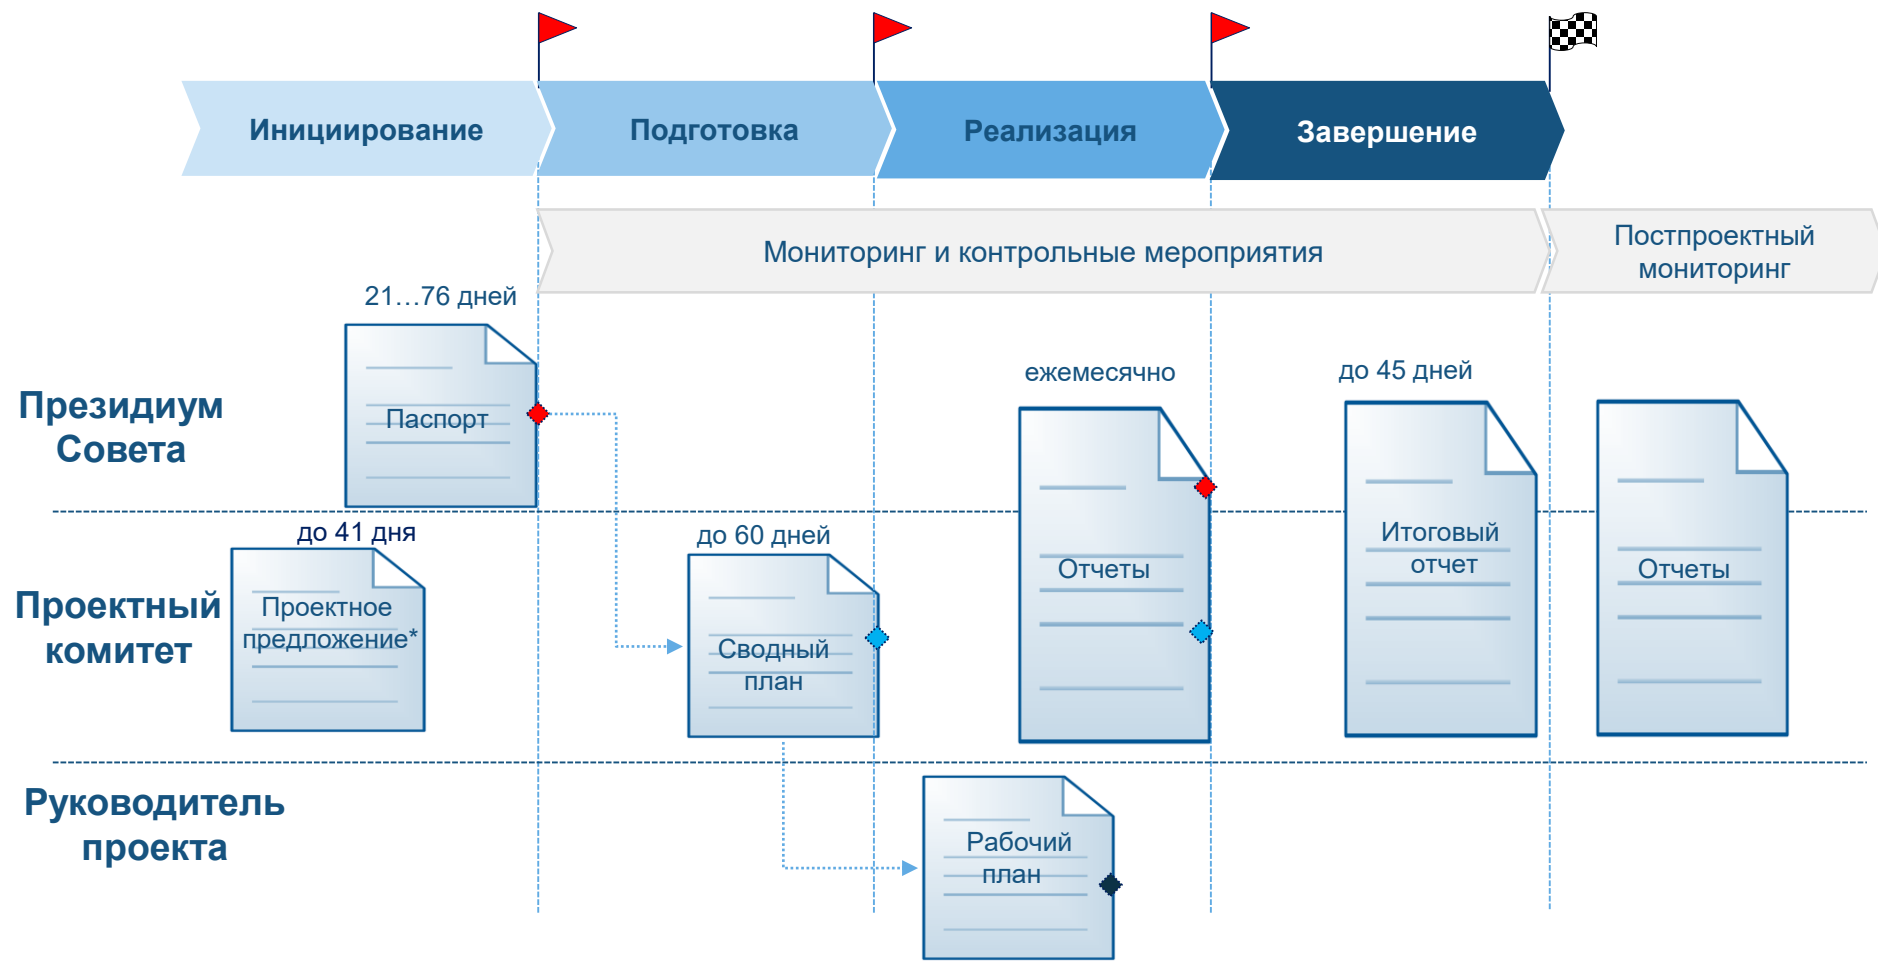 Инициирование
Подготовка
Реализация
Завершение
Мониторинг и контрольные мероприятия
Постпроектный
мониторинг
21…76 дней
Паспорт
ежемесячно
до 45 дней
Президиум
Совета
до 41 дня
до 60 дней
Проектный
комитет
Проектное
предложение*
Сводный
план
Отчеты
Итоговый
отчет
Отчеты
Руководитель
проекта
Рабочий
план